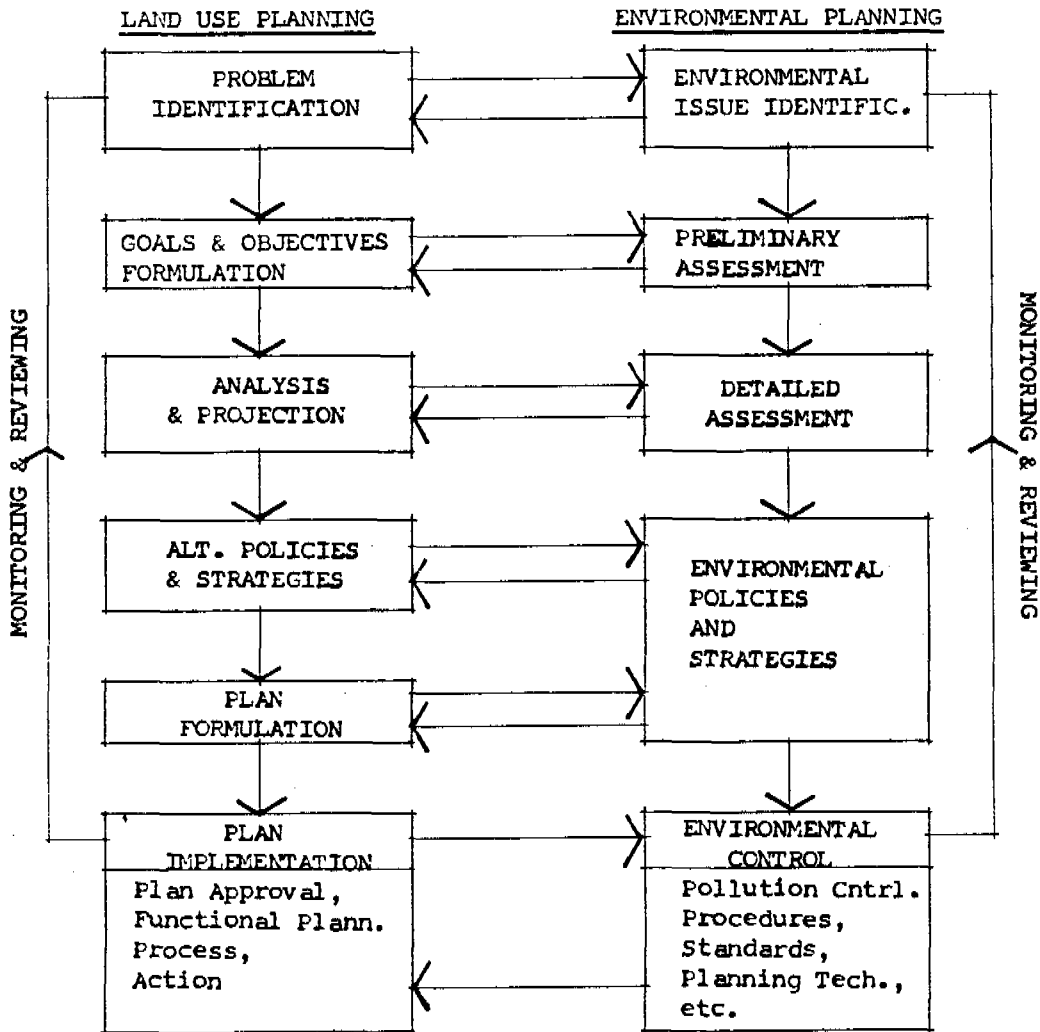 LAND USE PLANNING
ENVIRONMENTAL PLANNING
PROBLEM
IDENTIFICATION
ENVIRONMENTAL
ISSUE IDENTIFIC.
GOALS & OBJECTIVES
FORMULATION
PRELIMINARY
ASSESSMENT
ANALYSIS
& PROJECTION
DETAILED
ASSESSMENT
ALT. POLICIES
& STRATEGIES
ENVIRONMENTAL
POLICIES
AND
STRATEGIES
PLAN
FORMULATION
PLAN
IMPLEMENTATION
Plan Approval,
Functional Plann.
Process,
Action
ENVIRONMENTAL
CONTROL
Pollution Cntrl.
Procedures,
Standards,
Planning Tech.,
etc.
MONITORING & REVIEWING
MONITORING & REVIEWING